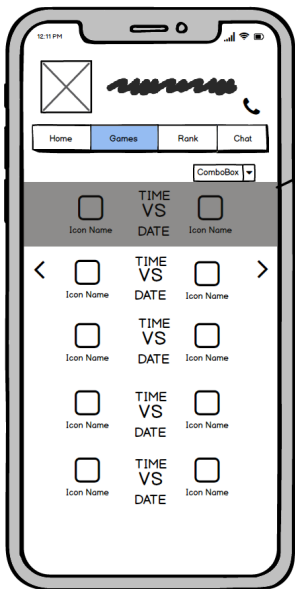 12:11 PM
Home Games Rank Chat
ComboBox
TIME
VS
Icon Name DATE Icon Name
TIME
VS
Icon Name DATE Icon Name
TIME
VS
Icon Name DATE Icon Name
TIME
VS
Icon Name DATE Icon Name
TIME
VS
Icon Name DATE Icon Name